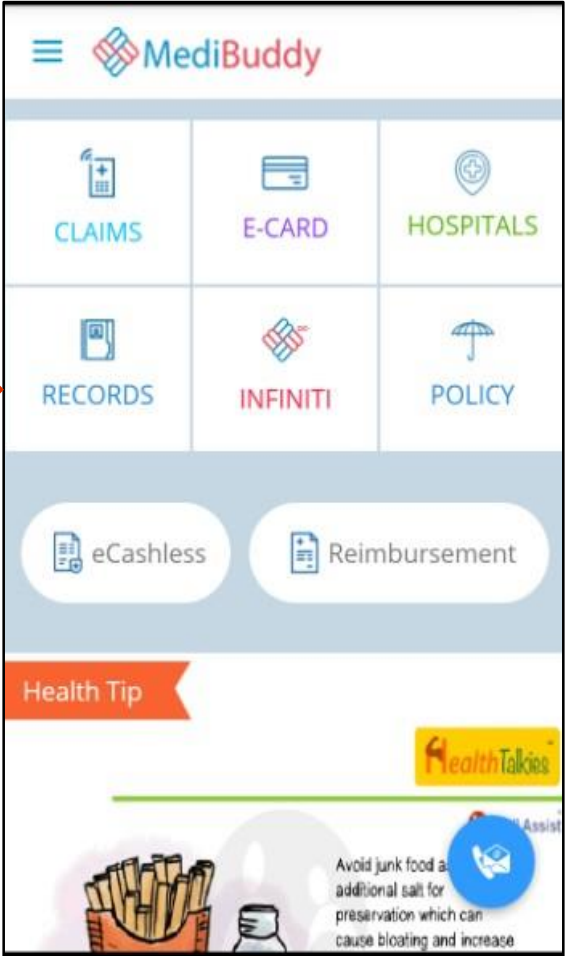 MediBuddy
CLAIMS E-CARD HOSPITALS
RECORDS INFINITI POLICY
eCashless Reimbursement
Health Tip
HealthTalkies
Assist
Avoid junk food
additional salt for
preservation which can
cause bloating and increase